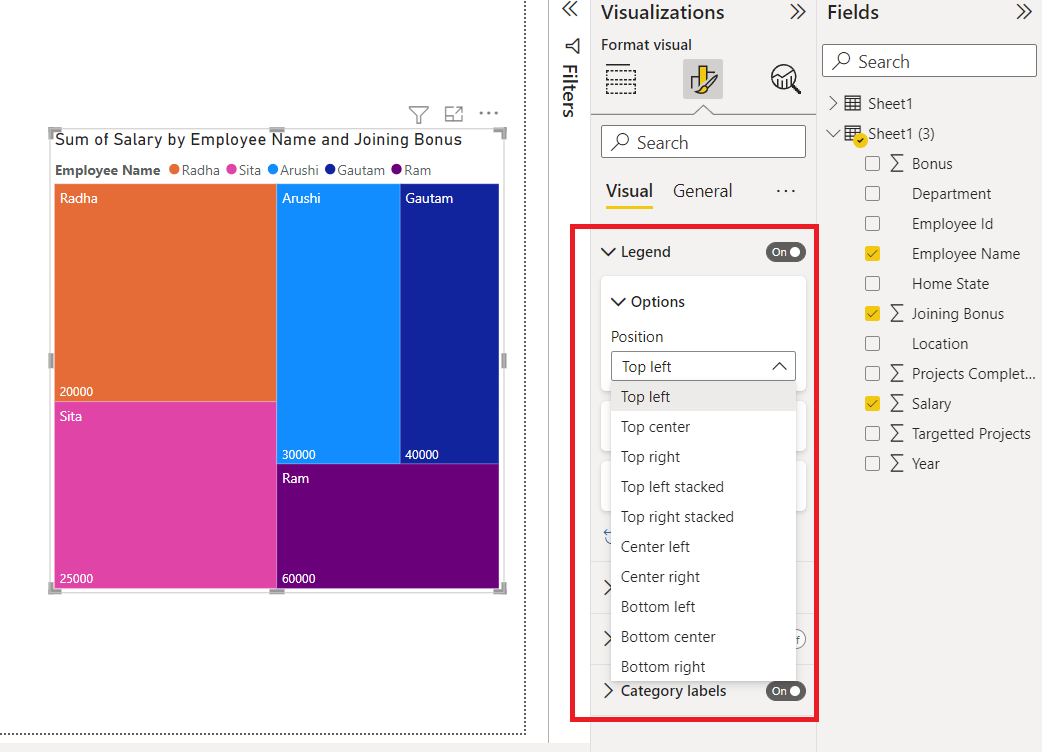 Sum of Salary by Employee Name and Joining Bonus
Employee Name Radha Sita Arushi Gautam Ram
Radha
20000
Sita
25000
Arushi
30000
Gautam
40000
Ram
60000
Filters
Visualizations
Format visual
Search
Visual General
Legend On
Options
Position
Top left
Top left
Top center
Top right
Top left stacked
Top right stacked
Center left
Center right
Bottom left
Bottom center
Bottom right
Category labels On
Fields
Search
Sheet1
Sheet1 (3)
Bonus
Department
Employee Id
Employee Name
Home State
Joining Bonus
Location
Projects Complet...
Salary
Targetted Projects
Year